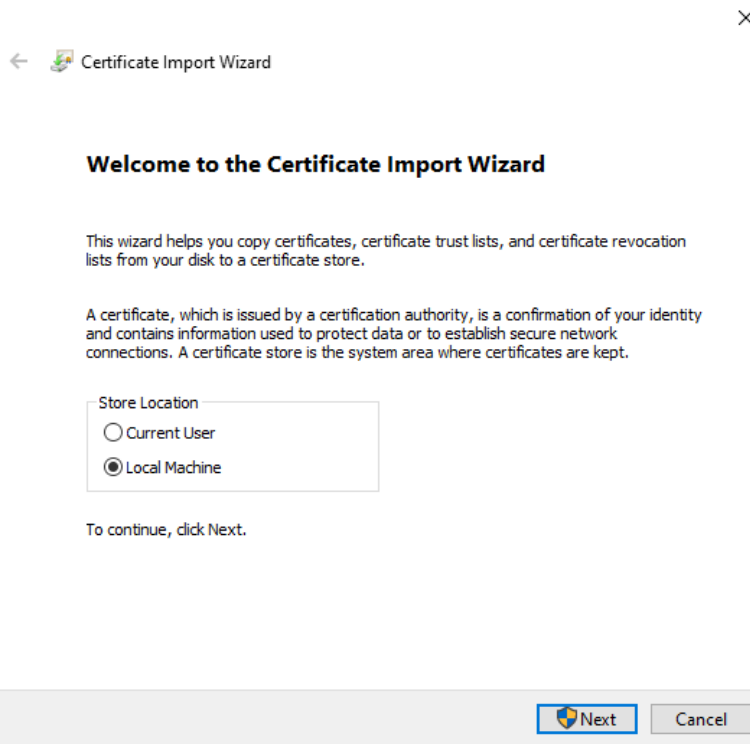 Certificate Import Wizard
Welcome to the Certificate Import Wizard
This wizard helps you copy certificates, certificate trust lists, and certificate revocation
lists from your disk to a certificate store.
A certificate, which is issued by a certification authority, is a confirmation of your identity
and contains information used to protect data or to establish secure network
connections. A certificate store is the system area where certificates are kept.
Store Location
Current User
Local Machine
To continue, click Next.
Next
Cancel